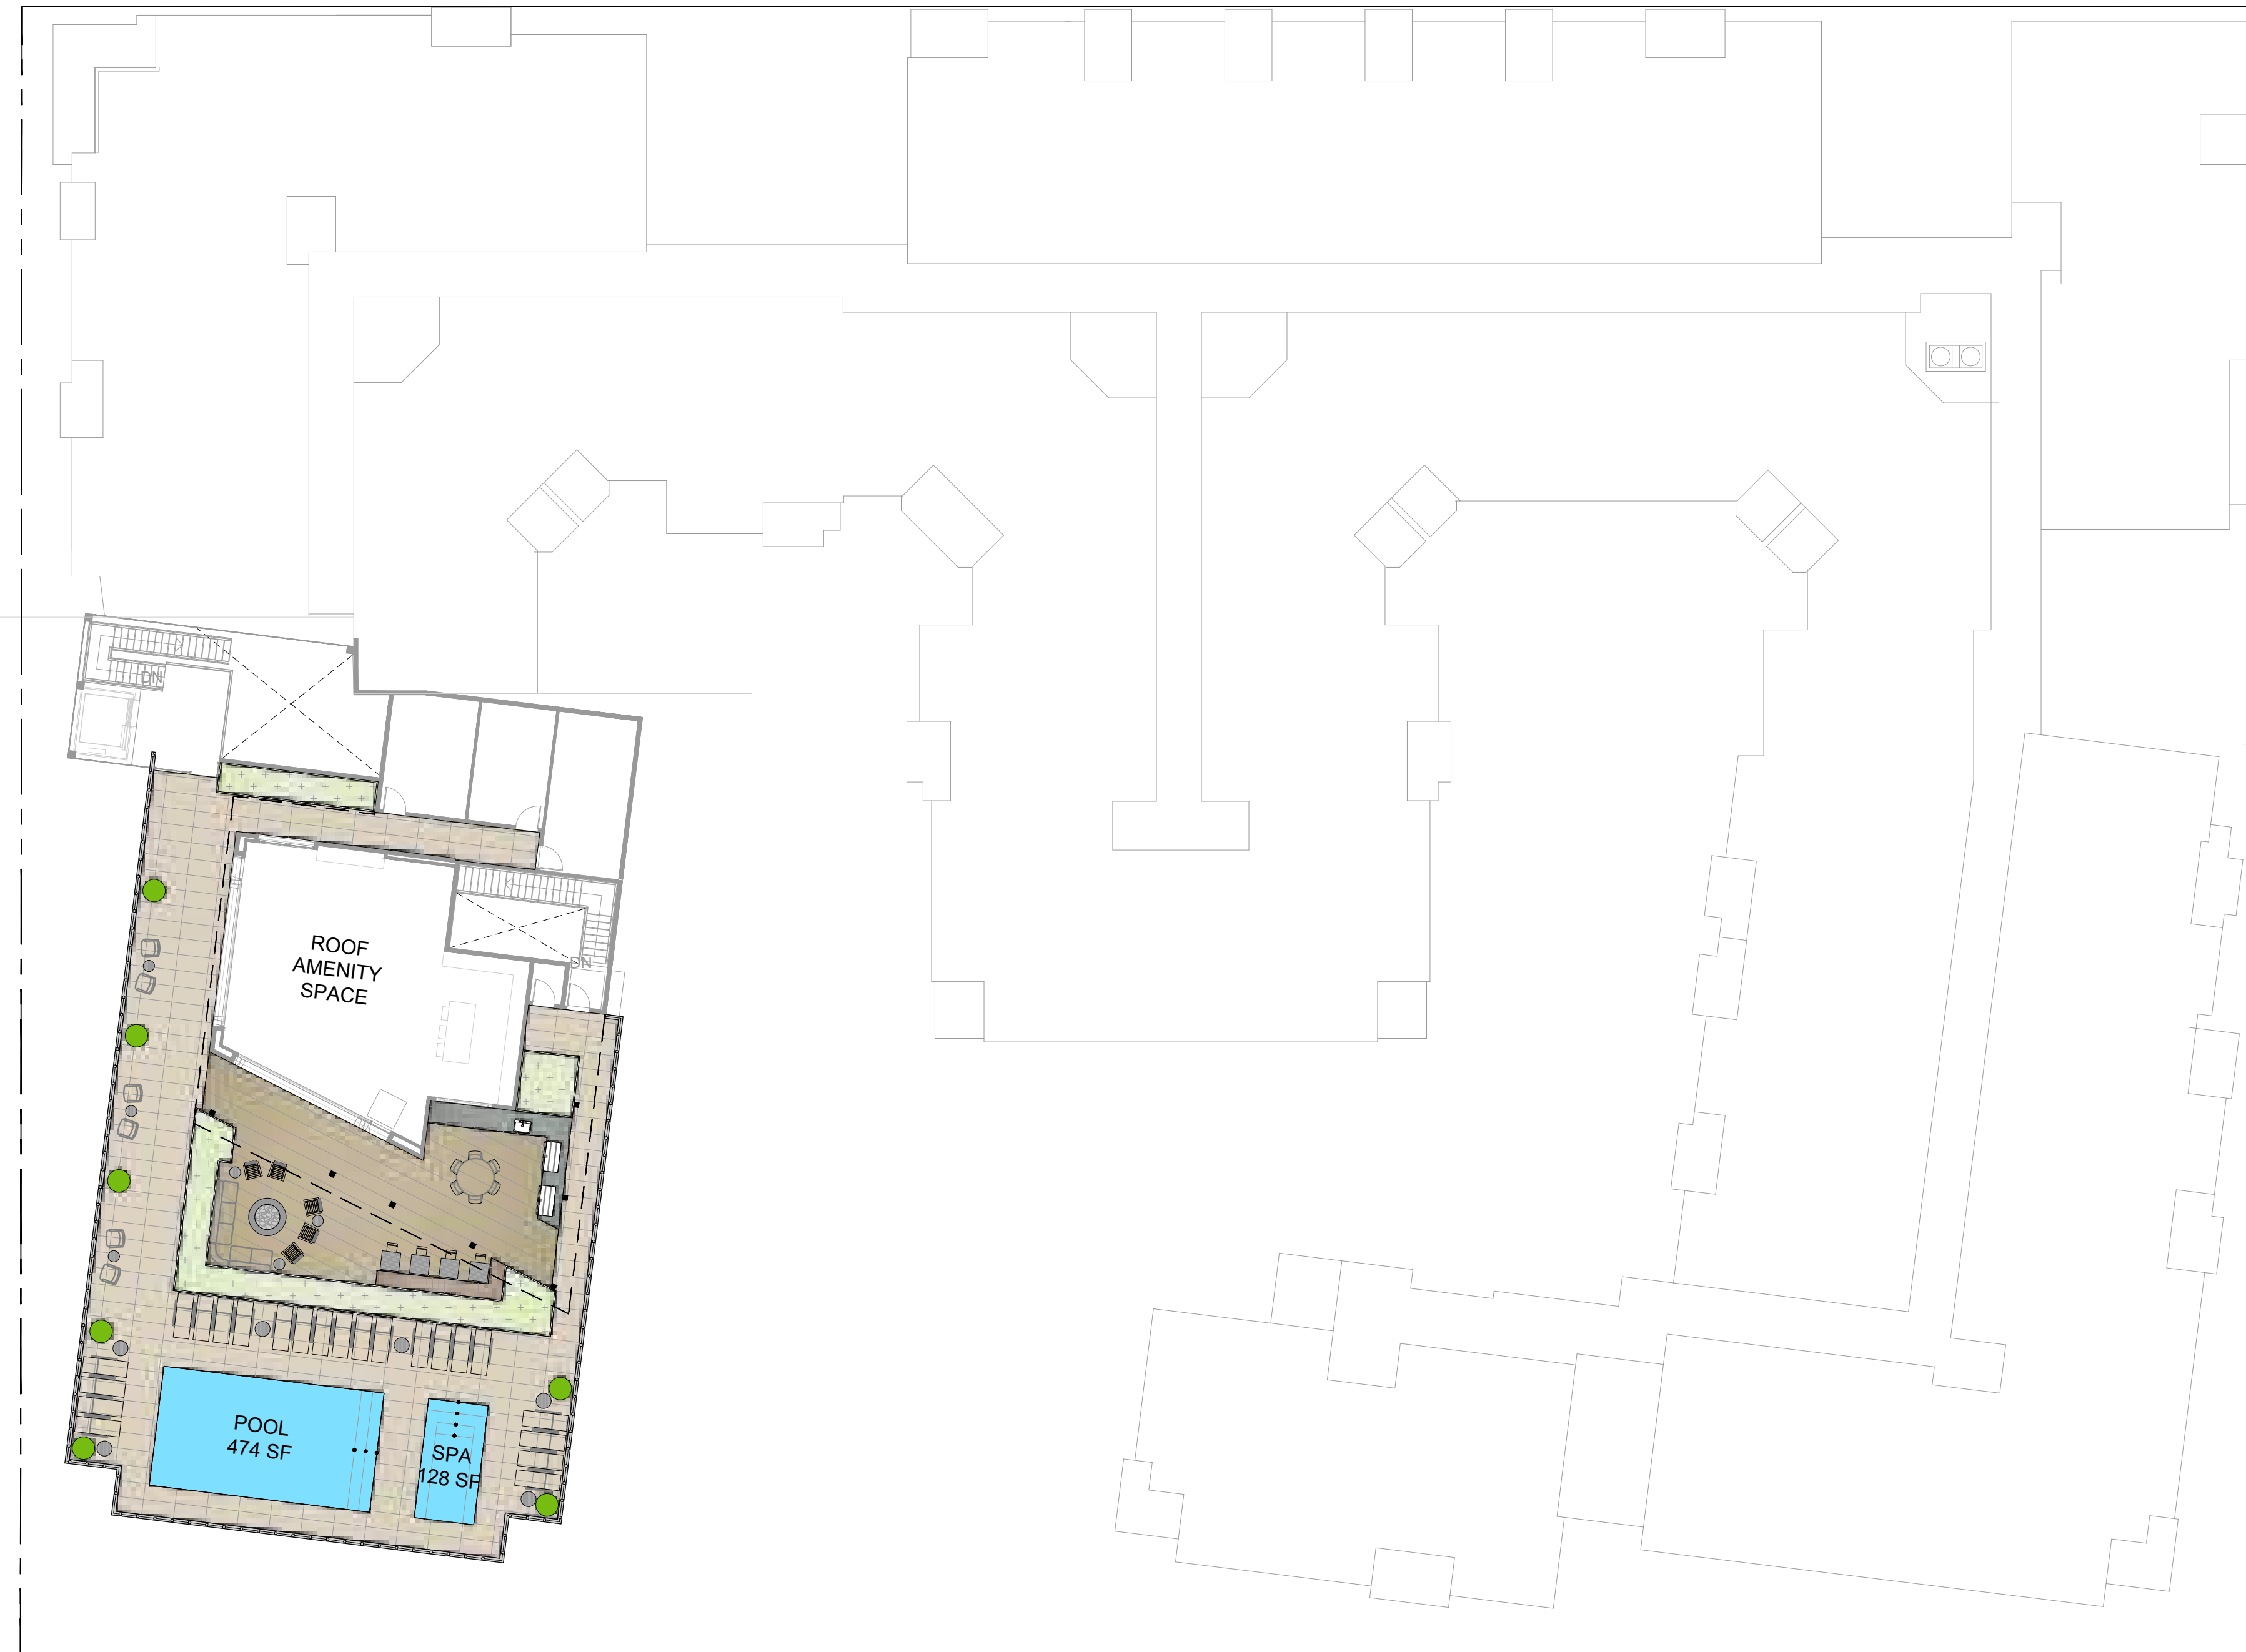 DN
ROOF
AMENITY
SPACE
DN
POOL
474 SF
SPA
128 SF